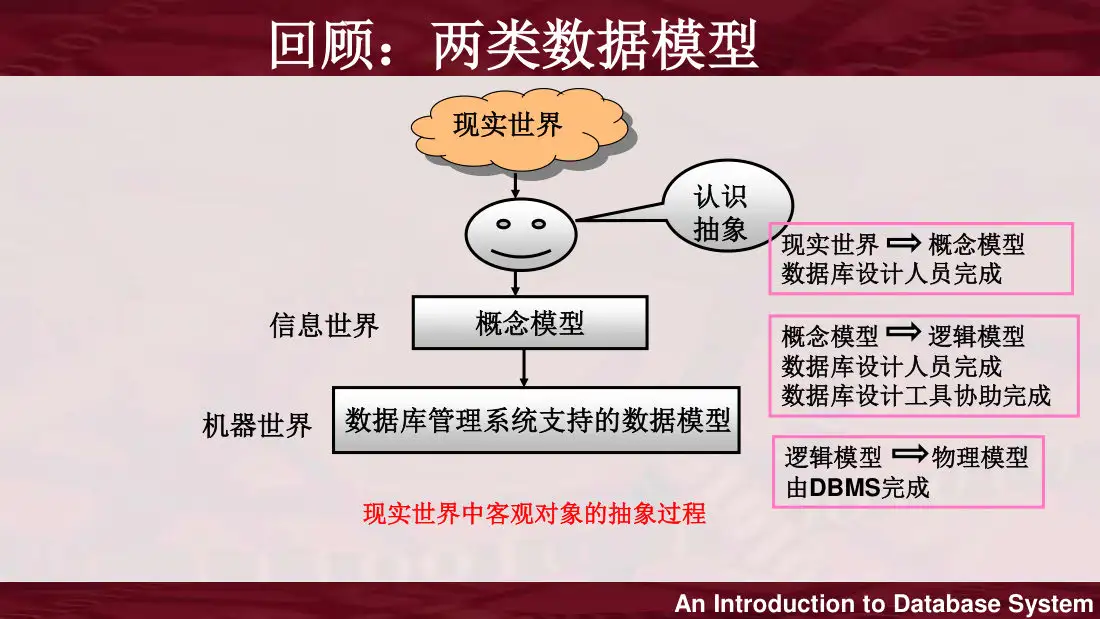 回顾：两类数据模型
现实世界
认识
抽象
现实世界 ⇨ 概念模型
数据库设计人员完成
信息世界
概念模型
概念模型 ⇨ 逻辑模型
数据库设计人员完成
数据库设计工具协助完成
机器世界
数据库管理系统支持的数据模型
逻辑模型 ⇨ 物理模型
由DBMS完成
现实世界中客观对象的抽象过程
An Introduction to Database System